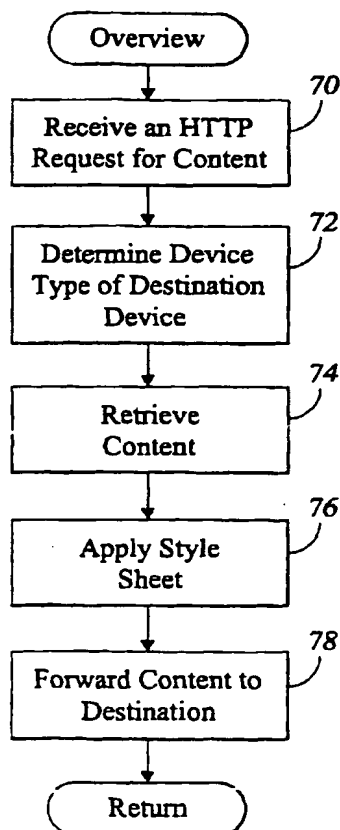 Overview
70
Receive an HTTP
Request for Content
72
Determine Device
Type of Destination
Device
74
Retrieve
Content
76
Apply Style
Sheet
78
Forward Content to
Destination
Return